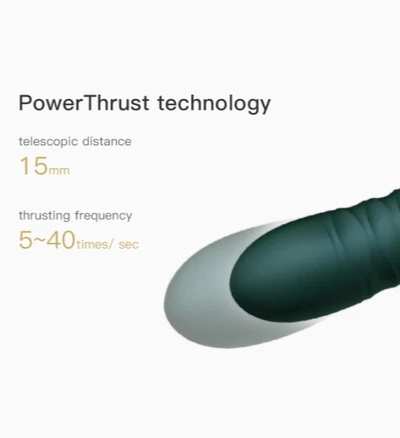 PowerThrust technology
telescopic distance
15mm
thrusting frequency
5~40times/ sec